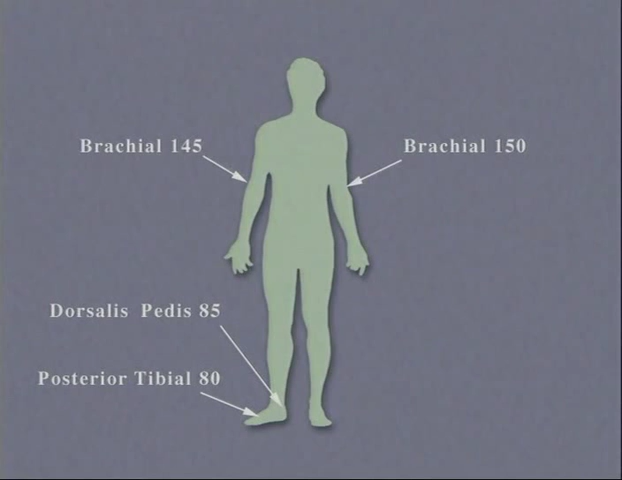 Brachial 145
Brachial 150
Dorsalis Pedis 85
Posterior Tibial 80